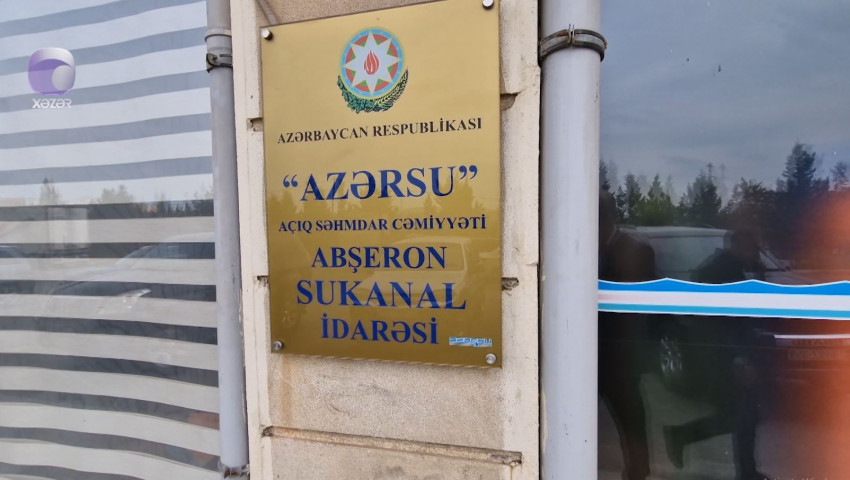 XƏZƏR
AZƏRBAYCAN RESPUBLİKASI
“AZƏRSU”
AÇIQ SƏHMDAR CƏMİYYƏTİ
ABŞERON
SUKANAL
İDARƏSİ